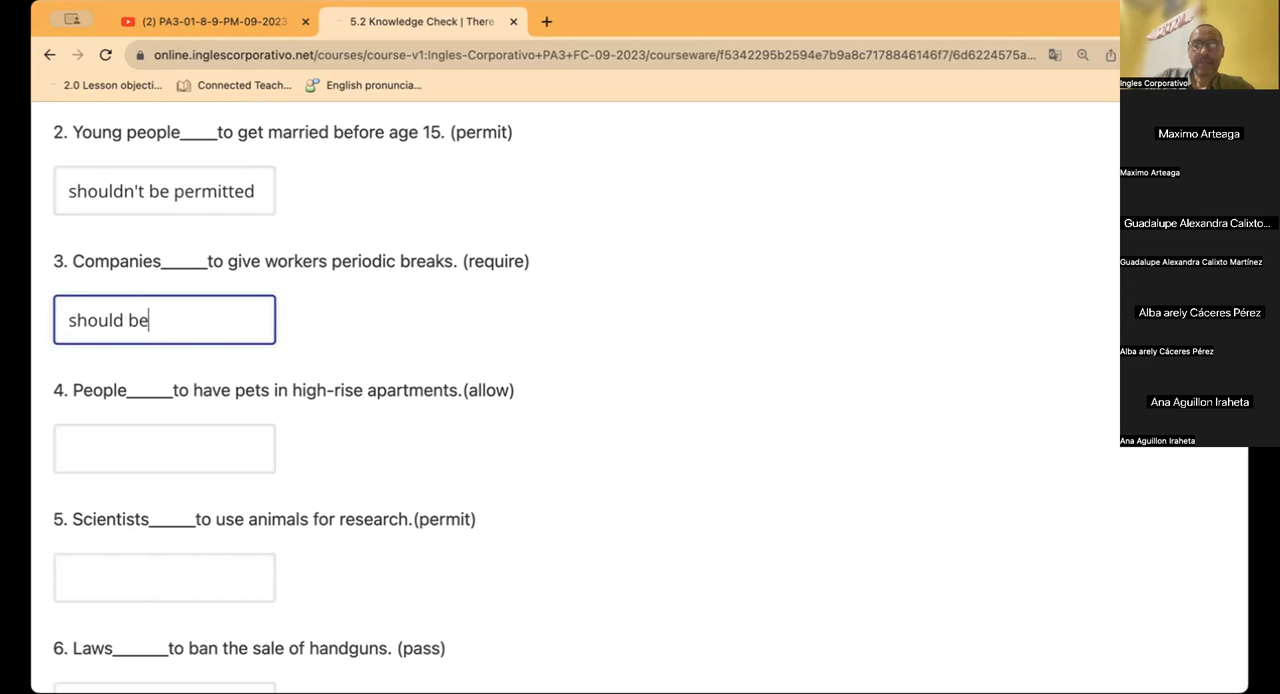 (2) PA3-01-8-9-PM-09-2023
5.2 Knowledge Check | There
online.inglescorporativo.net/courses/course-v1:Ingles-Corporativo+PA3+FC-09-2023/courseware/f5342295b2594e7b9a8c7178846146f7/6d6224575a...
2.0 Lesson objecti...
Connected Teach...
English pronuncia...
2. Young people____to get married before age 15. (permit)
shouldn't be permitted
3. Companies_____to give workers periodic breaks. (require)
should be
4. People_____to have pets in high-rise apartments.(allow)
5. Scientists_____to use animals for research.(permit)
6. Laws______to ban the sale of handguns. (pass)
Ingles Corporativo
Maximo Arteaga
Maximo Arteaga
Guadalupe Alexandra Calixto...
Guadalupe Alexandra Calixto Martínez
Alba arely Cáceres Pérez
Alba arely Cáceres Pérez
Ana Aguillon Iraheta
Ana Aguillon Iraheta